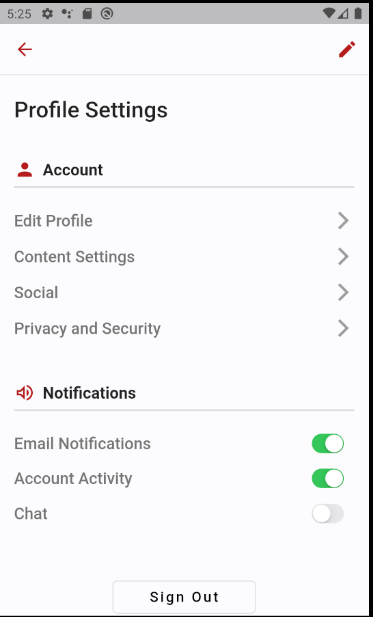 5:25
Profile Settings
Account
Edit Profile
Content Settings
Social
Privacy and Security
Notifications
Email Notifications
Account Activity
Chat
Sign Out